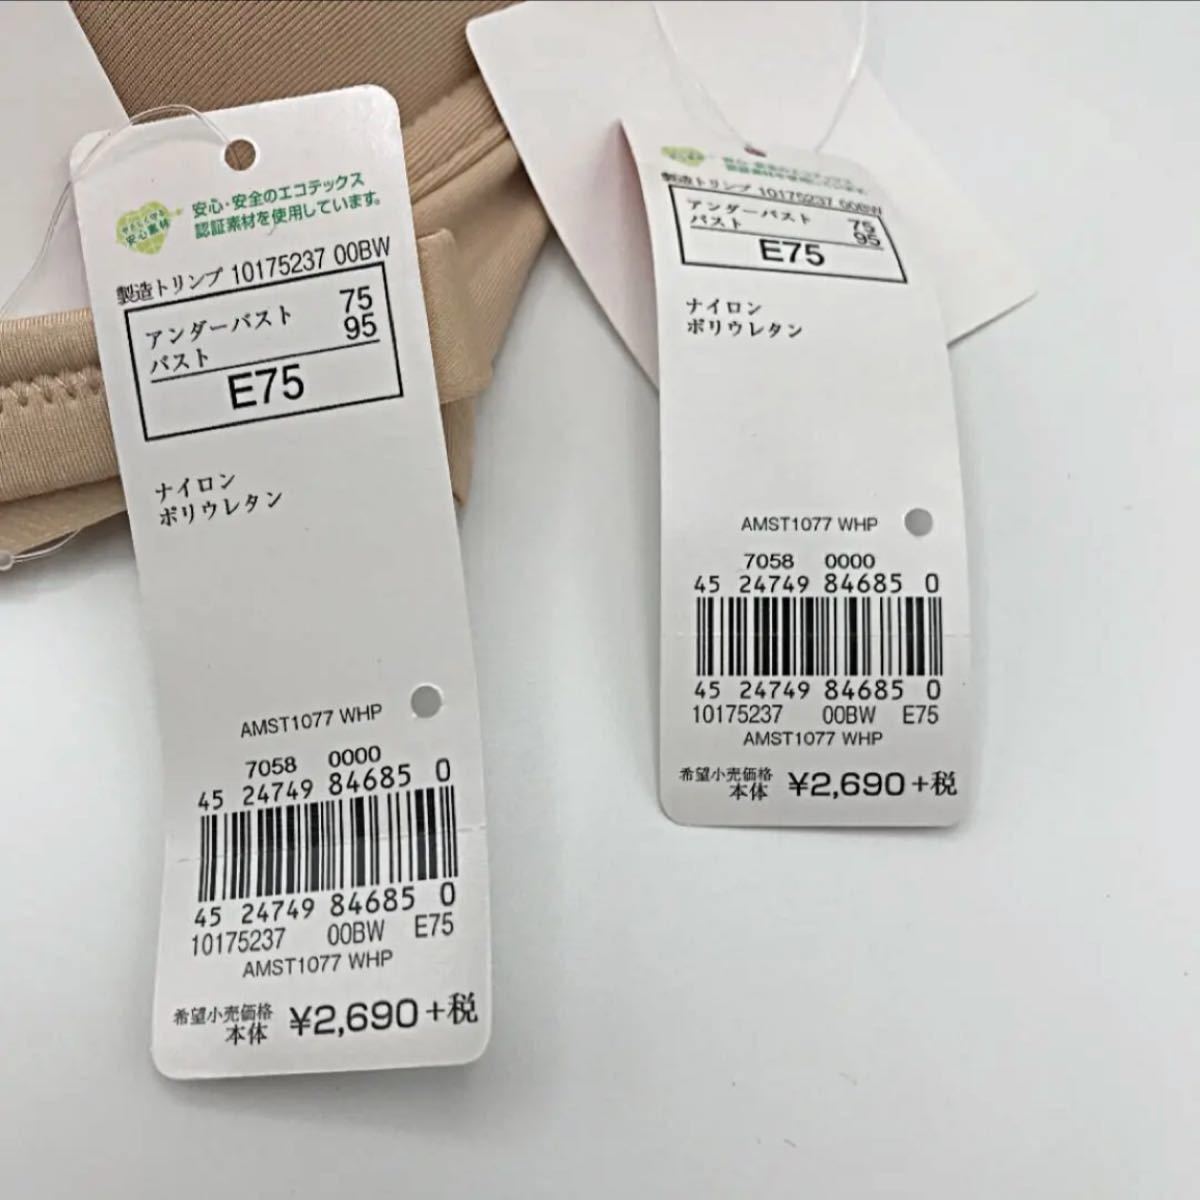 安心・安全のエコテックス
認証素材を使用しています。
安心素材
製造トリンプ 10175237 00BW
アンダーバスト 75
バスト 95
E75
ナイロン
ポリウレタン
AMST1077 WHP
7058 0000
45 24749 84685 0
45 24749 84685 0
10175237 00BW E75
AMST1077 WHP
希望小売価格
本体 ¥2,690+税
製造トリンプ 10175237 00BW
アンダーバスト 75
バスト 95
E75
ナイロン
ポリウレタン
AMST1077 WHP
7058 0000
45 24749 84685 0
45 24749 84685 0
10175237 00BW E75
AMST1077 WHP
希望小売価格
本体 ¥2,690+税